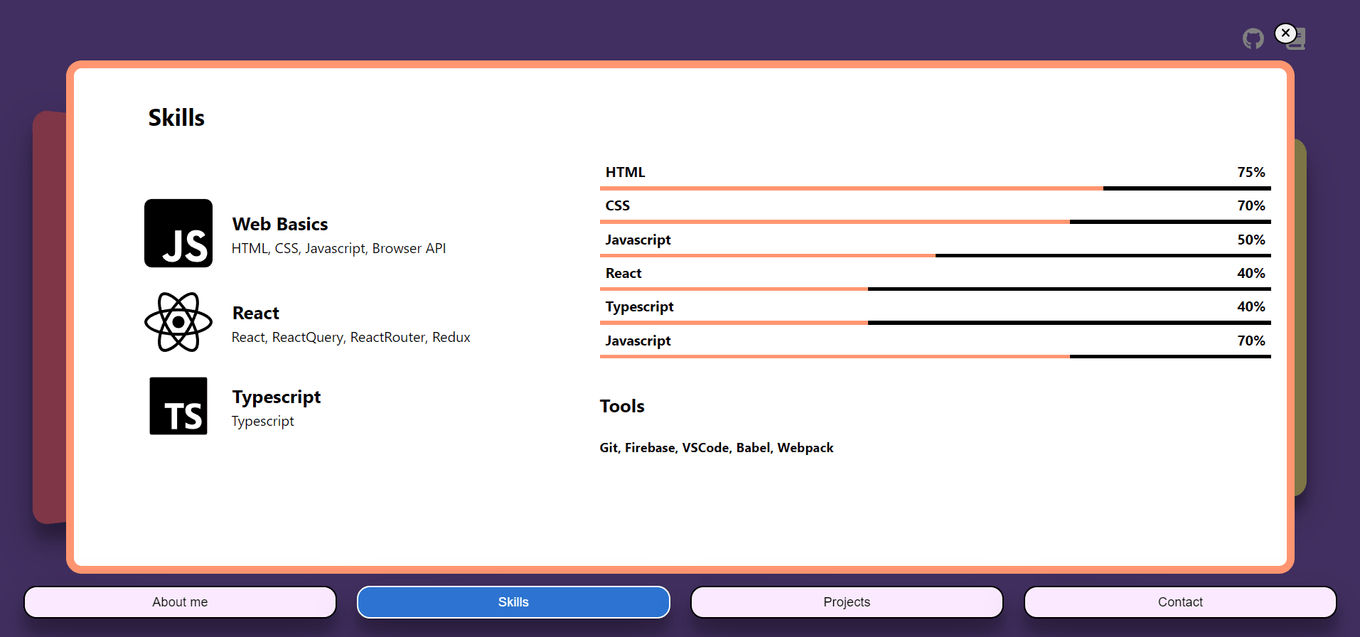 Skills
JS
Web Basics
HTML, CSS, Javascript, Browser API
React
React, ReactQuery, ReactRouter, Redux
TS
Typescript
Typescript
HTML 75%
CSS 70%
Javascript 50%
React 40%
Typescript 40%
Javascript 70%
Tools
Git, Firebase, VSCode, Babel, Webpack
About me
Skills
Projects
Contact